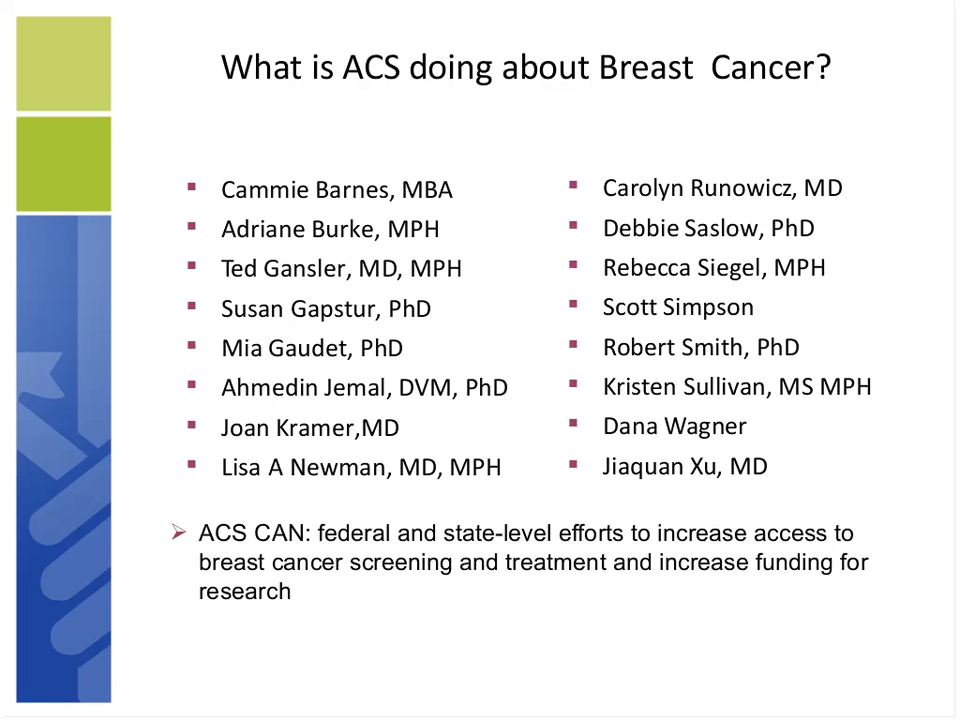 What is ACS doing about Breast Cancer?
Cammie Barnes, MBA
Adriane Burke, MPH
Ted Gansler, MD, MPH
Susan Gapstur, PhD
Mia Gaudet, PhD
Ahmedin Jemal, DVM, PhD
Joan Kramer,MD
Lisa A Newman, MD, MPH
Carolyn Runowicz, MD
Debbie Saslow, PhD
Rebecca Siegel, MPH
Scott Simpson
Robert Smith, PhD
Kristen Sullivan, MS MPH
Dana Wagner
Jiaquan Xu, MD
ACS CAN: federal and state-level efforts to increase access to
breast cancer screening and treatment and increase funding for
research